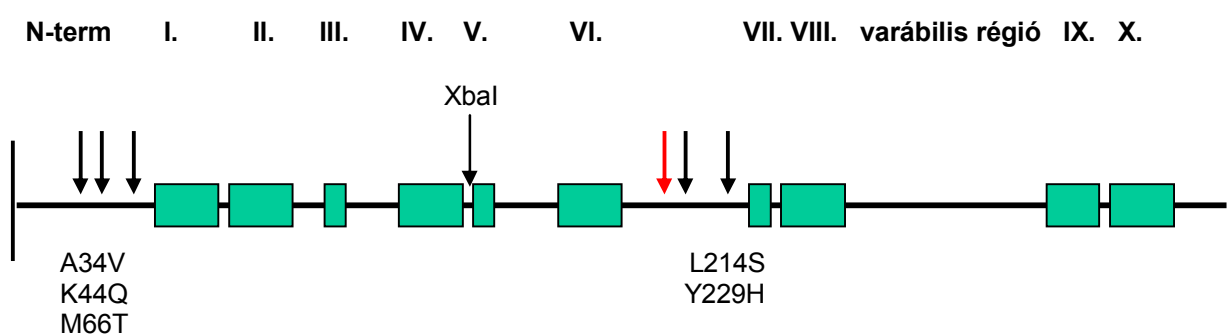 N-term I. II. III. IV. V. VI. VII. VIII. varábilis régió IX. X.
XbaI
A34V
K44Q
M66T
L214S
Y229H